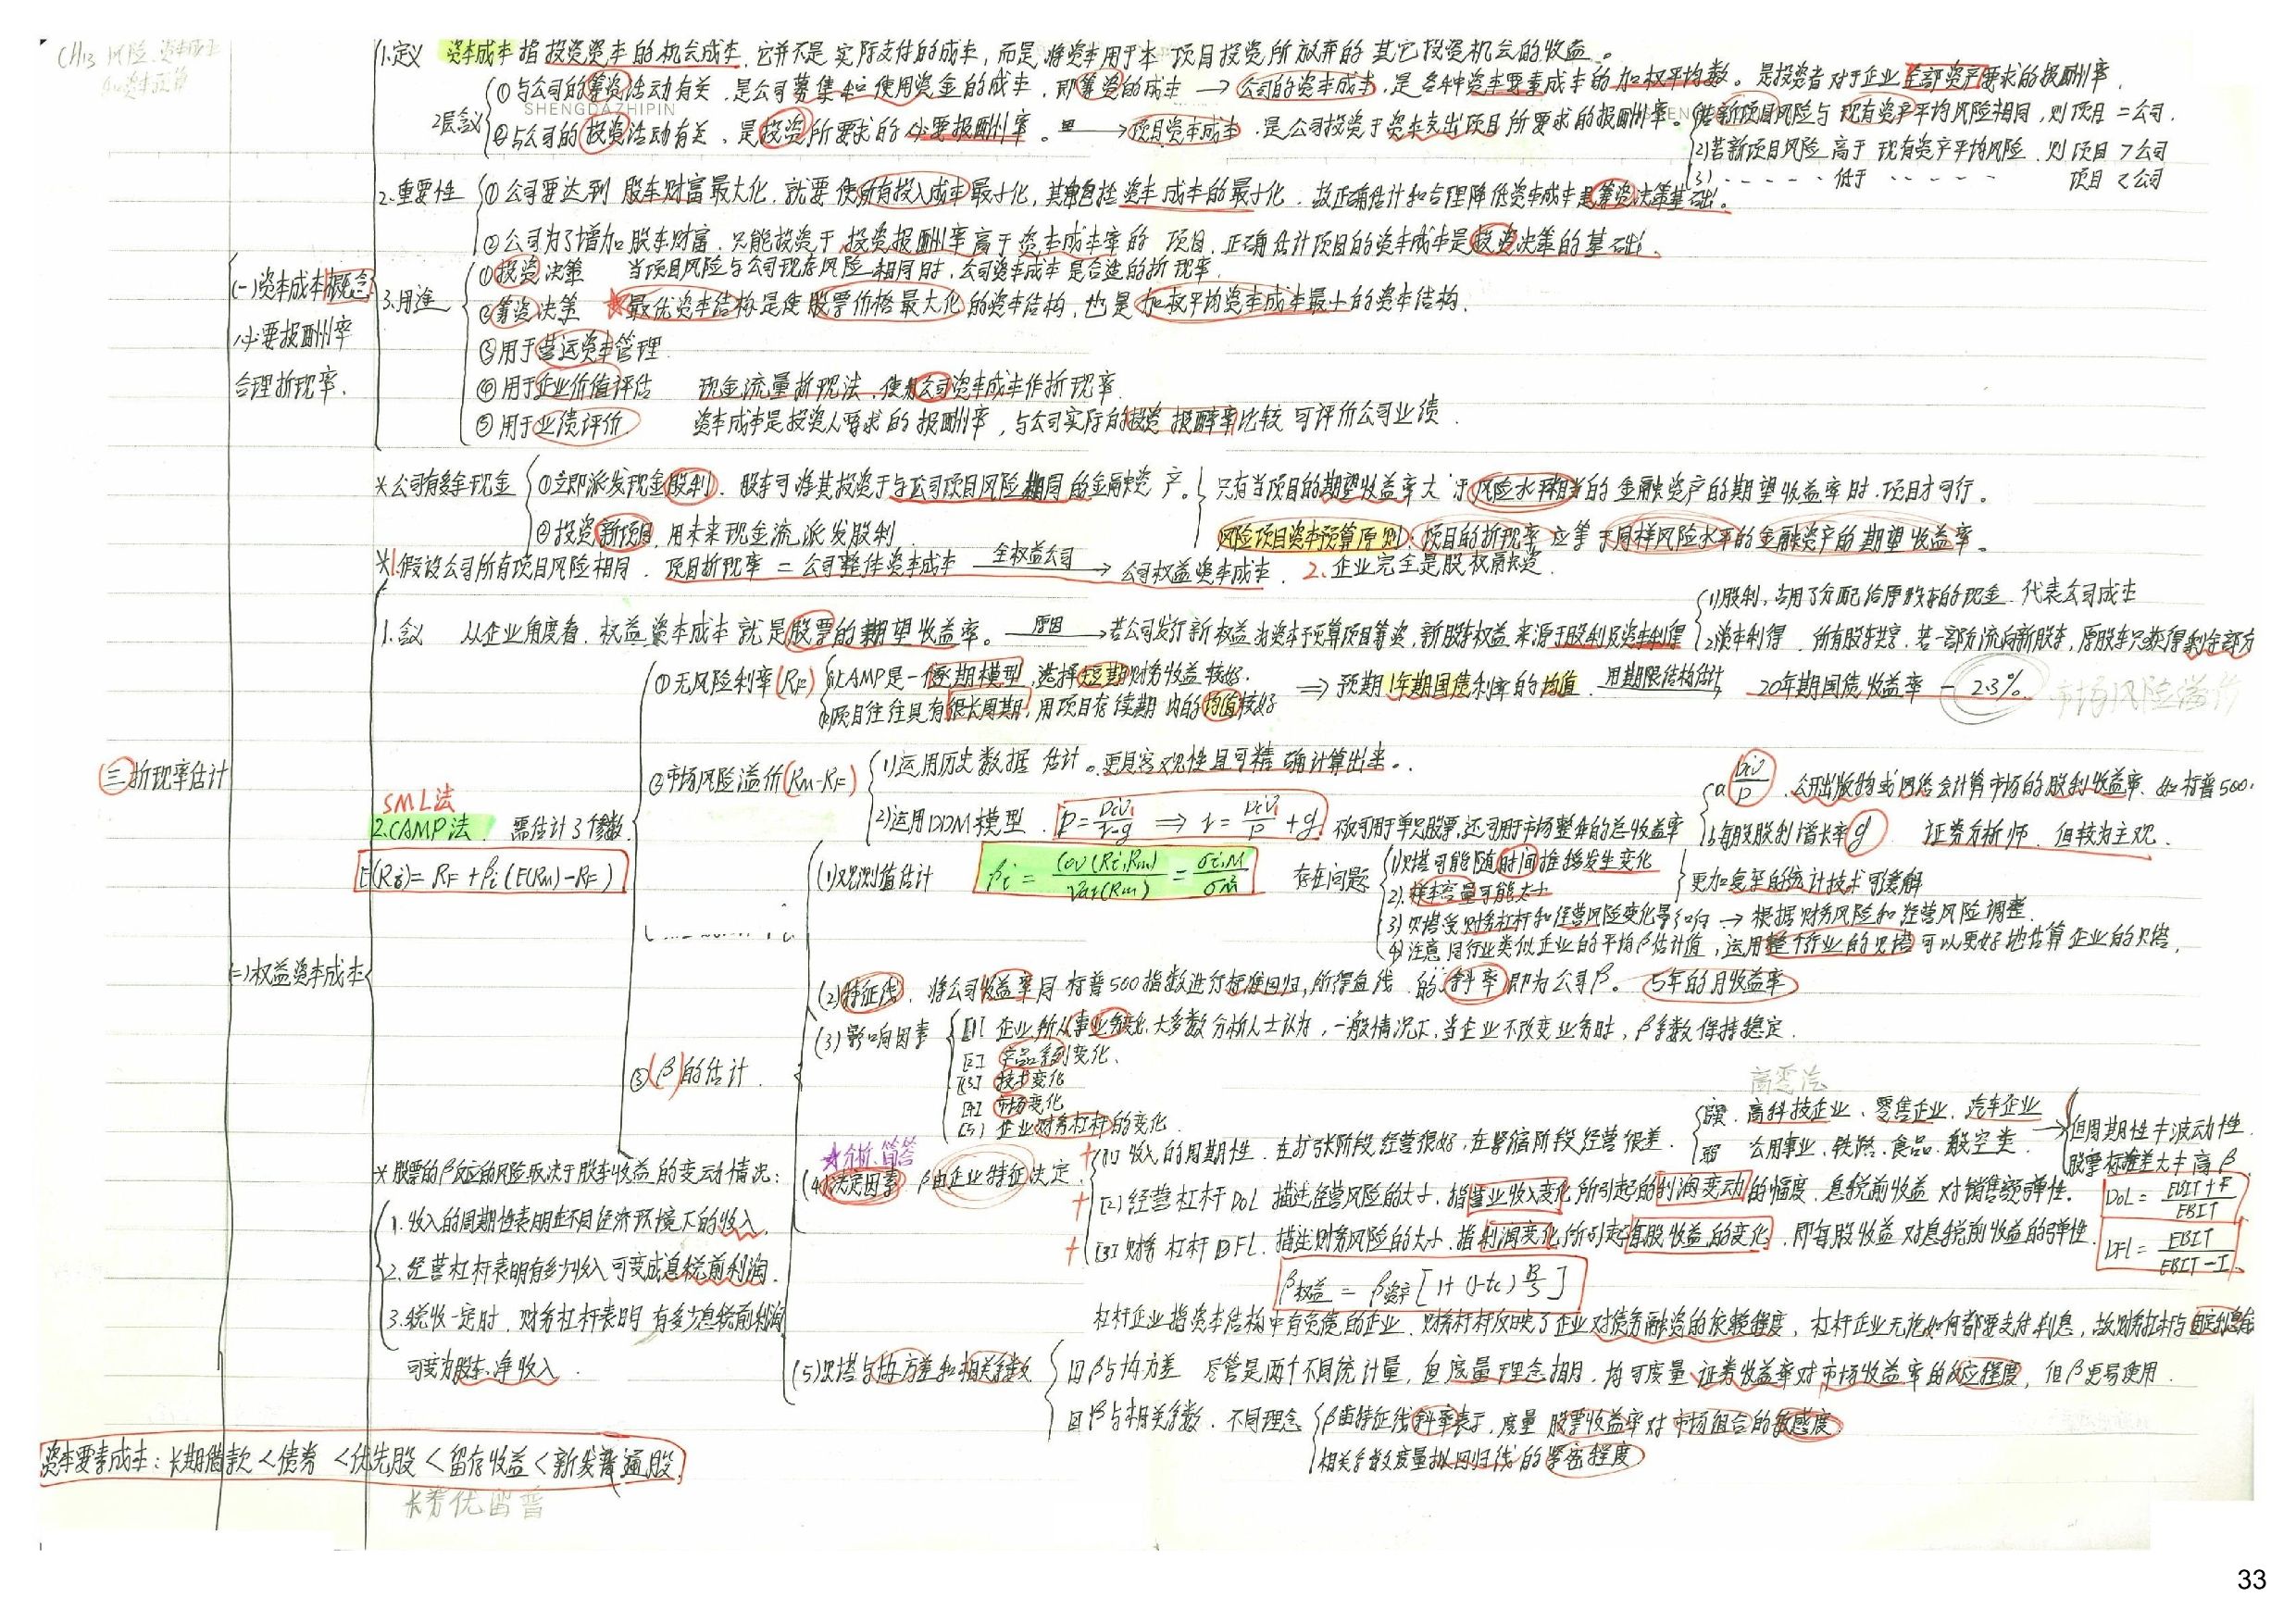 CH13 风险、资本成本
和资本预算
1.定义 资本成本指投资资本的机会成本,它并不是实际支付的成本,而是将资本用于本项目投资所放弃的其它投资机会的收益。
2层含义
①与公司的筹资活动有关,是公司募集和使用资金的成本,即筹资的成本 → 公司的资本成本,是各种资本要素成本的加权平均数。是投资者对于企业全部资产要求的报酬率,
SHENGDAZHIPIN
②与公司的投资活动有关,是投资所要求的必要报酬率。→ 项目资本成本,是公司投资于资本支出项目所要求的报酬率。
(1)若新项目风险与现有资产平均风险相同,则项目 = 公司.
(2)若新项目风险高于现有资产平均风险,则项目 > 公司
(3) - - - - - 低于 - - - - - 项目 < 公司
2.重要性 ①公司要达到股东财富最大化,就要使所有投入成本最小化,其中包括资本成本的最小化,故正确估计和合理降低资本成本是筹资决策基础。
②公司为了增加股东财富,只能投资于投资报酬率高于资本成本率的项目,正确估计项目的资本成本是投资决策的基础。
(一)资本成本概念
必要报酬率
合理折现率.
3.用途 ①投资决策 当项目风险与公司现存风险相同时,公司资本成本是合适的折现率.
②筹资决策 ★最优资本结构是使股票价格最大化的资本结构,也是加权平均资本成本最小的资本结构.
③用于营运资本管理.
④用于企业价值评估 现金流量折现法,使用公司资本成本作折现率.
⑤用于业绩评价 资本成本是投资人要求的报酬率,与公司实际的投资报酬率比较可评价公司业绩.
*公司有多余现金 ①立即派发现金股利.股东可将其投资于与公司项目风险相同的金融资产。
②投资新项目,用未来现金流派发股利.
只有当项目的期望收益率大于风险水平相当的金融资产的期望收益率时,项目才可行。
风险项目资本预算原则:项目的折现率应等于同样风险水平的金融资产的期望收益率。
*1.假设公司所有项目风险相同.项目折现率 = 公司整体资本成本 全权益公司→ 公司权益资本成本. 2.企业完全是股权融资.
1.含义 从企业角度看,权益资本成本就是股票的期望收益率。原因→若公司发行新权益为资本预算项目筹资,新股东权益来源于股利及资本利得
(1)股利,占用了分配给原股东的现金.代表公司成本
(2)资本利得 所有股东共享,若一部分流向新股东,原股东只获得剩余部分
①无风险利率(RF) (1)CAMP是一个短期模型,选择短期财务收益较好.
(2)项目往往具有很长周期,用项目存续期内的均值较好
⇒ 预期1年期国债利率的均值 用期限结构估计→ 20年期国债收益率 - 2.3%. 市场风险溢价
三 折现率估计
SML法
2.CAMP法 需估计3个参数
E(Ri) = RF + βi (E(Rm) - RF)
②市场风险溢价(Rm-RF) (1)运用历史数据估计。更具客观性且可精确计算出来。
(2)运用DDM模型. P = Div1/(r-g) ⇒ r = Div1/P + g. 不仅可用于单只股票,还可用于市场整体的总收益率
a. Div/P. 公开出版物或网络会计算市场的股利收益率.如标普500.
b.每股股利增长率g 证券分析师,但较为主观.
(1)观测值估计 βi = Cov(Ri,Rm)/Var(Rm) = σi,M/σ²M
存在问题 (1)贝塔可能随时间推移发生变化
(2)样本容量可能太小
更加复杂的统计技术可缓解
(3)贝塔受财务杠杆和经营风险变化影响 → 根据财务风险和经营风险调整.
(4)注意同行业类似企业的平均β估计值,运用整个行业的贝塔可以更好地估算企业的贝塔.
(二)权益资本成本
(2)特征线 将公司收益率同标普500指数进行标准回归,所得直线的斜率即为公司β。5年的月收益率
(3)影响因素 [1] 企业所从事业务变化,大多数分析人士认为,一般情况下,当企业不改变业务时,β系数保持稳定.
[2] 产品系列变化.
[3] 技术变化
[4] 市场变化
[5] 企业财务杠杆的变化
③(β)的估计.
★分析、简答
(4)决定因素 β由企业特征决定
[1] 收入的周期性.在扩张阶段经营很好,在紧缩阶段经营很差.
高零汽
强 高科技企业、零售企业、汽车企业
弱 公用事业、铁路、食品、航空类.
→ 但周期性≠波动性.
股票标准差大≠高β
[2] 经营杠杆DOL 描述经营风险的大小.指营业收入变化所引起的利润变动的幅度.息税前收益对销售额弹性.
DOL = (EBIT+F)/EBIT
[3] 财务杠杆DFL.描述财务风险的大小.指利润变化所引起每股收益的变化.即每股收益对息税前收益的弹性.
DFL = EBIT/(EBIT-I)
β权益 = β资产 [1+(1-tc) B/S]
杠杆企业指资本结构中有负债的企业.财务杠杆反映了企业对债务融资的依赖程度,杠杆企业无论如何都要支付利息,故财务杠杆与固定利息
*股票的β反应的风险取决于股东收益的变动情况:
1.收入的周期性表明在不同经济环境下的收入.
2.经营杠杆表明有多少收入可变成息税前利润.
3.税收一定时,财务杠杆表明有多少息税前利润
可变为股东净收入.
(5)贝塔与协方差和相关系数
[1] β与协方差 尽管是两个不同统计量,但度量理念相同,均可度量证券收益率对市场收益率的反应程度,但β更易使用.
[2] β与相关系数.不同理念 β由特征线斜率表示,度量股票收益率对市场组合的敏感度.
相关系数度量拟回归线的紧密程度
资本要素成本:长期借款<债券<优先股<留存收益<新发普通股.
长券优留普
33